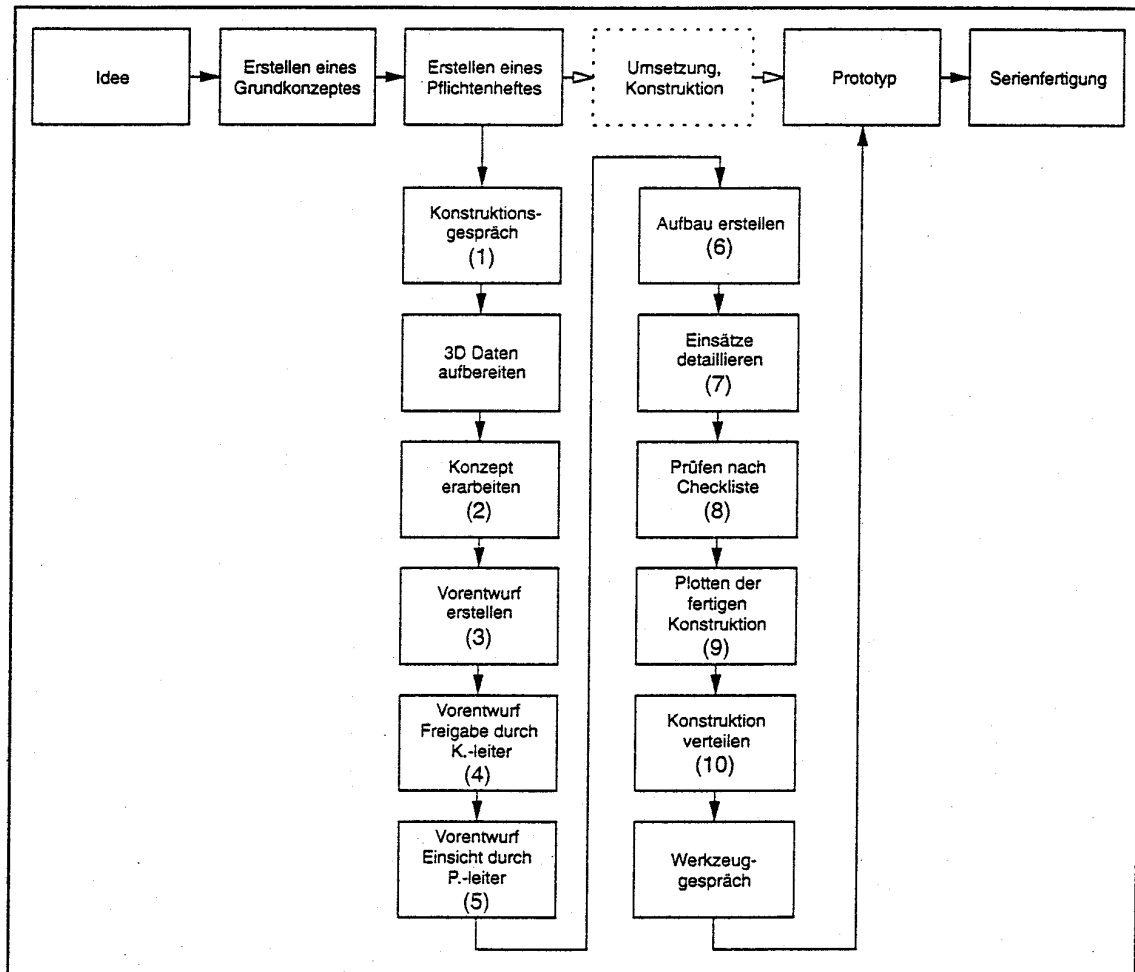 Idee
Erstellen eines
Grundkonzeptes
Erstellen eines
Pflichtenheftes
Umsetzung,
Konstruktion
Prototyp
Serienfertigung
Konstruktions-
gespräch
(1)
3D Daten
aufbereiten
Konzept
erarbeiten
(2)
Vorentwurf
erstellen
(3)
Vorentwurf
Freigabe durch
K.-leiter
(4)
Vorentwurf
Einsicht durch
P.-leiter
(5)
Aufbau erstellen
(6)
Einsätze
detaillieren
(7)
Prüfen nach
Checkliste
(8)
Plotten der
fertigen
Konstruktion
(9)
Konstruktion
verteilen
(10)
Werkzeug-
gespräch